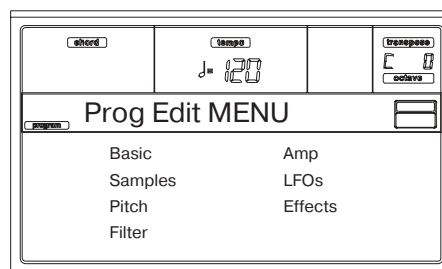 chord
tempo
transpose
♩= 120
C 0
octave
Prog Edit MENU
program
Basic
Amp
Samples
LFOs
Pitch
Effects
Filter